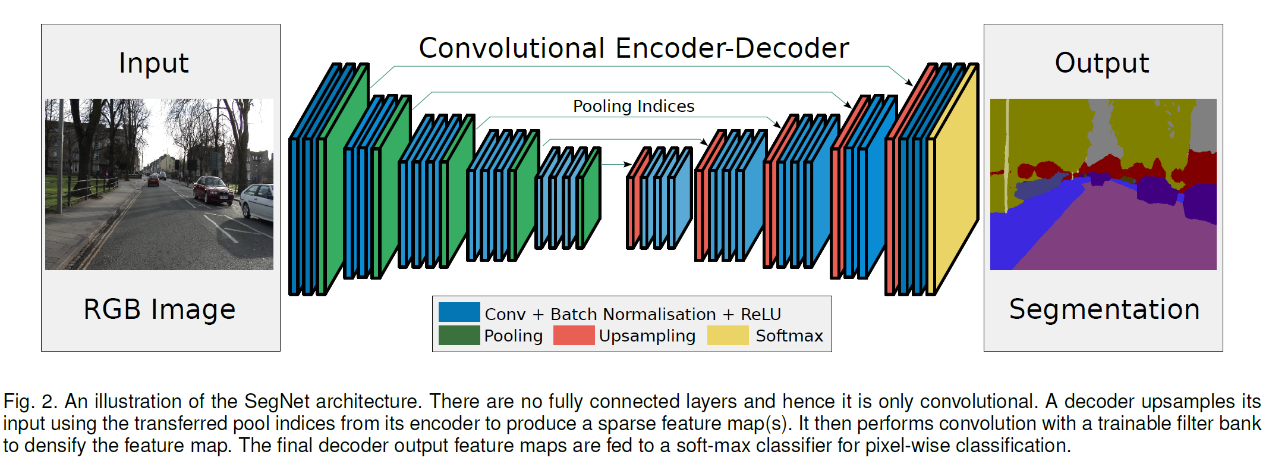 Convolutional Encoder-Decoder
Input
Output
Pooling Indices
RGB Image
Segmentation
Conv + Batch Normalisation + ReLU
Pooling Upsampling Softmax
Fig. 2. An illustration of the SegNet architecture. There are no fully connected layers and hence it is only convolutional. A decoder upsamples its
input using the transferred pool indices from its encoder to produce a sparse feature map(s). It then performs convolution with a trainable filter bank
to densify the feature map. The final decoder output feature maps are fed to a soft-max classifier for pixel-wise classification.